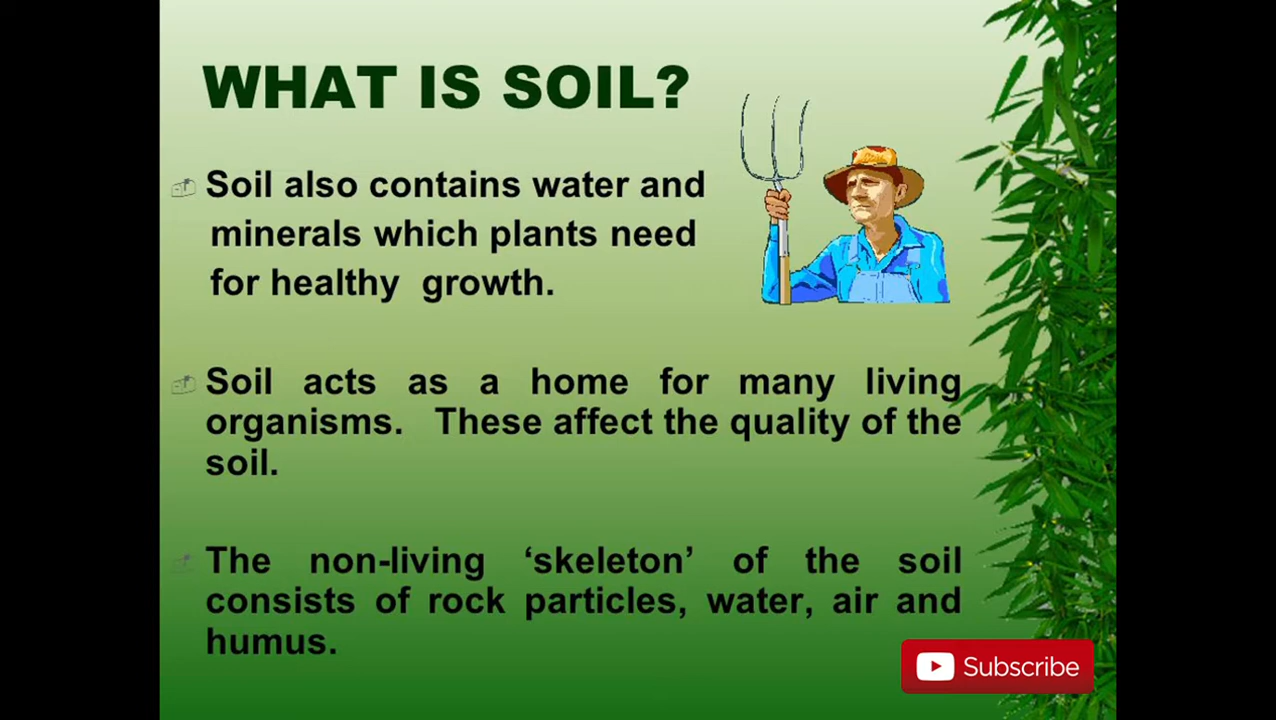 WHAT IS SOIL?
Soil also contains water and
minerals which plants need
for healthy growth.
Soil acts as a home for many living
organisms. These affect the quality of the
soil.
The non-living ‘skeleton’ of the soil
consists of rock particles, water, air and
humus.
Subscribe